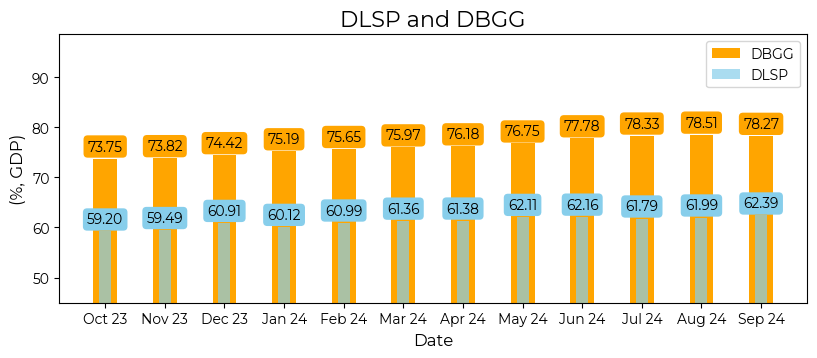 DLSP and DBGG
DBGG
DLSP
(%, GDP)
90
80
70
60
50
73.75 73.82 74.42 75.19 75.65 75.97 76.18 76.75 77.78 78.33 78.51 78.27
59.20 59.49 60.91 60.12 60.99 61.36 61.38 62.11 62.16 61.79 61.99 62.39
Oct 23 Nov 23 Dec 23 Jan 24 Feb 24 Mar 24 Apr 24 May 24 Jun 24 Jul 24 Aug 24 Sep 24
Date